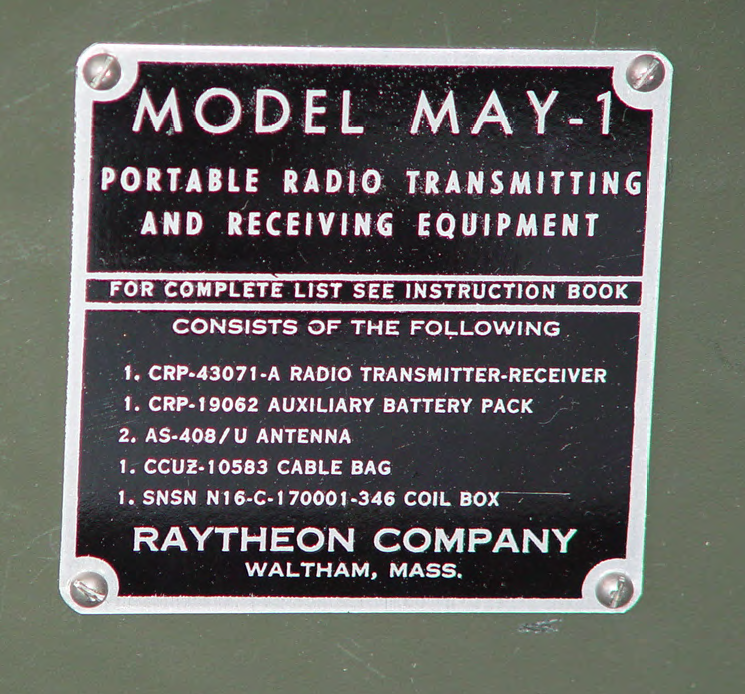 MODEL MAY-1
PORTABLE RADIO TRANSMITTING
AND RECEIVING EQUIPMENT
FOR COMPLETE LIST SEE INSTRUCTION BOOK
CONSISTS OF THE FOLLOWING
1. CRP-43071-A RADIO TRANSMITTER-RECEIVER
1. CRP-19062 AUXILIARY BATTERY PACK
2. AS-408/U ANTENNA
1. CCUZ-10583 CABLE BAG
1. SNSN N16-C-170001-346 COIL BOX
RAYTHEON COMPANY
WALTHAM, MASS.